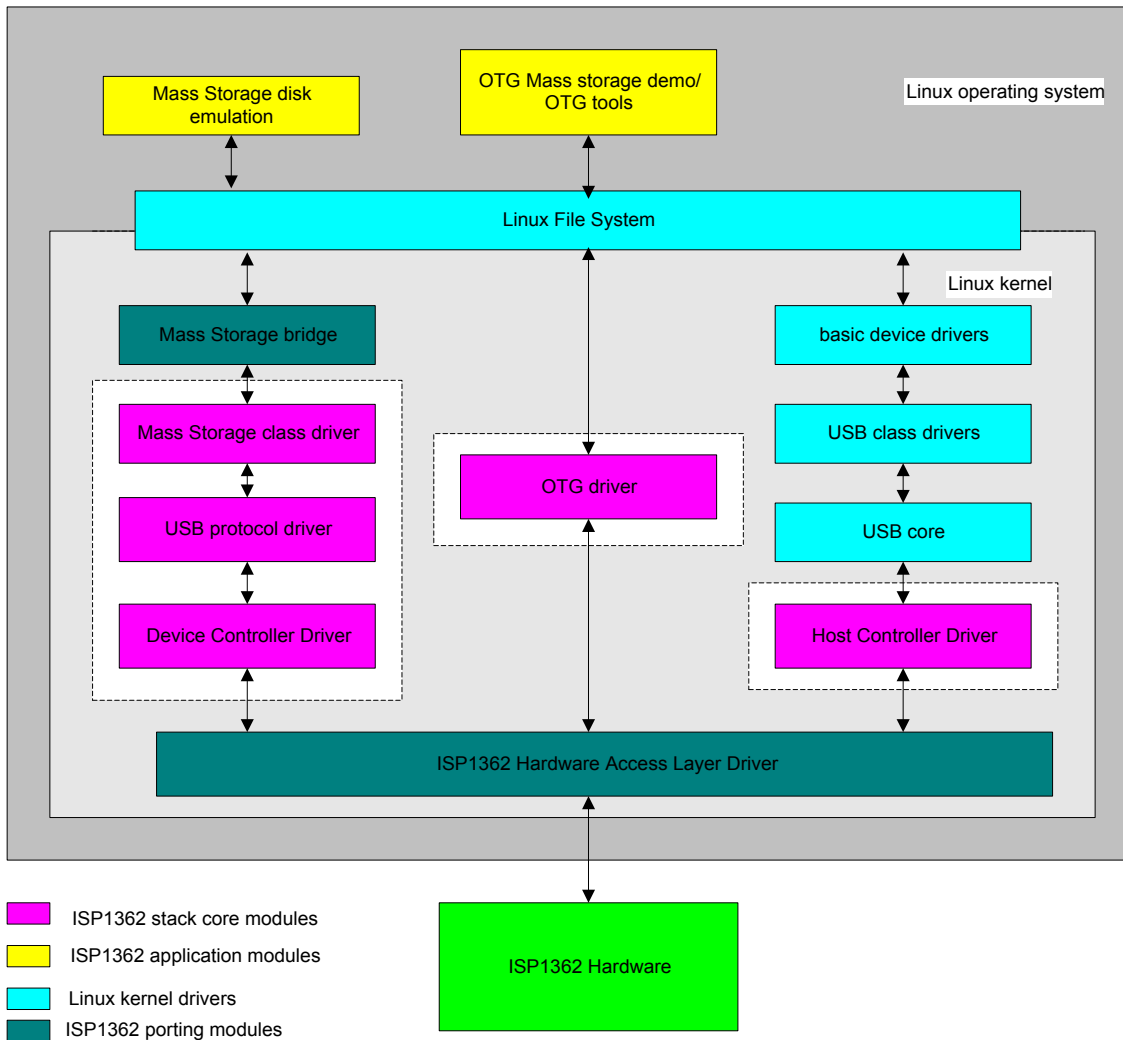 Mass Storage disk
emulation
OTG Mass storage demo/
OTG tools
Linux operating system
Linux File System
Linux kernel
Mass Storage bridge
basic device drivers
Mass Storage class driver
USB class drivers
OTG driver
USB protocol driver
USB core
Device Controller Driver
Host Controller Driver
ISP1362 Hardware Access Layer Driver
ISP1362 Hardware
ISP1362 stack core modules
ISP1362 application modules
Linux kernel drivers
ISP1362 porting modules